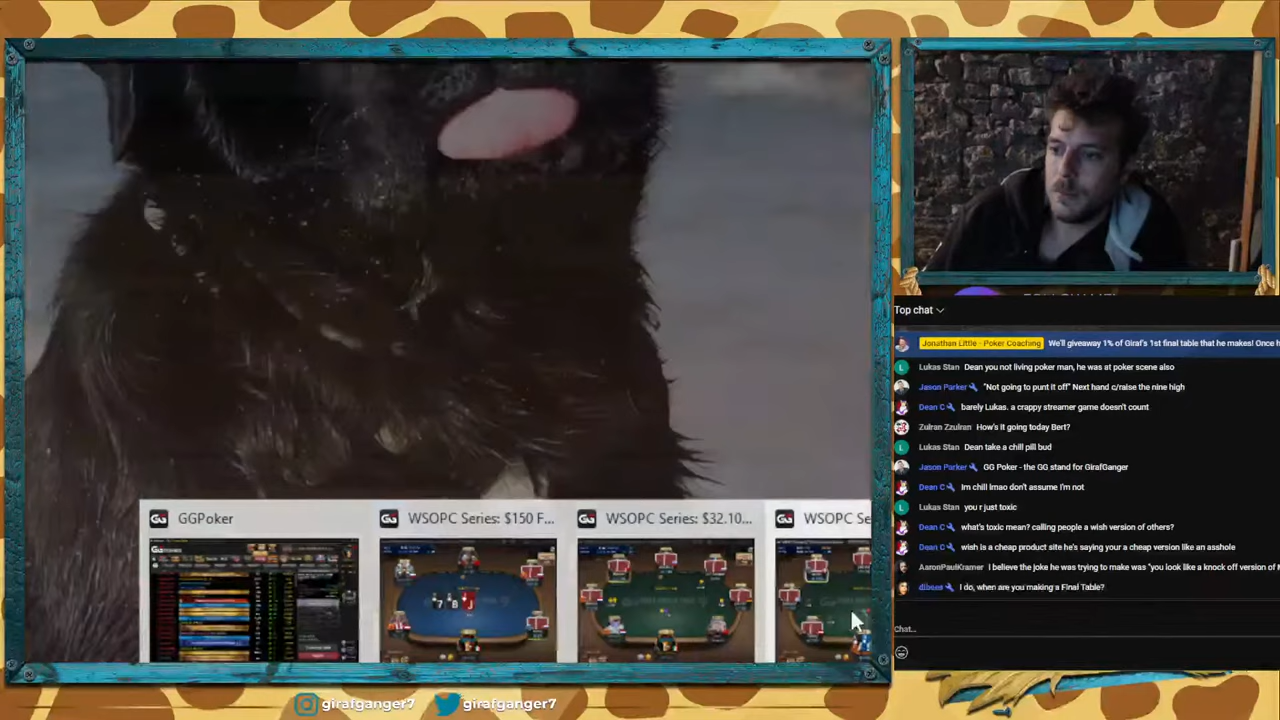 GGPoker
WSOPC Series: $150 F...
WSOPC Series: $32.10...
WSOPC Se
Top chat
Jonathan Little - Poker Coaching We'll giveaway 1% of Giraf's 1st final table that he makes! Once h
Lukas Stan Dean you not living poker man, he was at poker scene also
Jason Parker "Not going to punt it off" Next hand c/raise the nine high
Dean C barely Lukas. a crappy streamer game doesn't count
Zulran Zzulran How's it going today Bert?
Lukas Stan Dean take a chill pill bud
Jason Parker GG Poker - the GG stand for GirafGanger
Dean C Im chill lmao don't assume I'm not
Lukas Stan you r just toxic
Dean C what's toxic mean? calling people a wish version of others?
Dean C wish is a cheap product site he's saying your a cheap version like an asshole
AaronPaulKramer I believe the joke he was trying to make was "you look like a knock off version of
I do, when are you making a Final Table?
Chat...
girafganger7 girafganger7